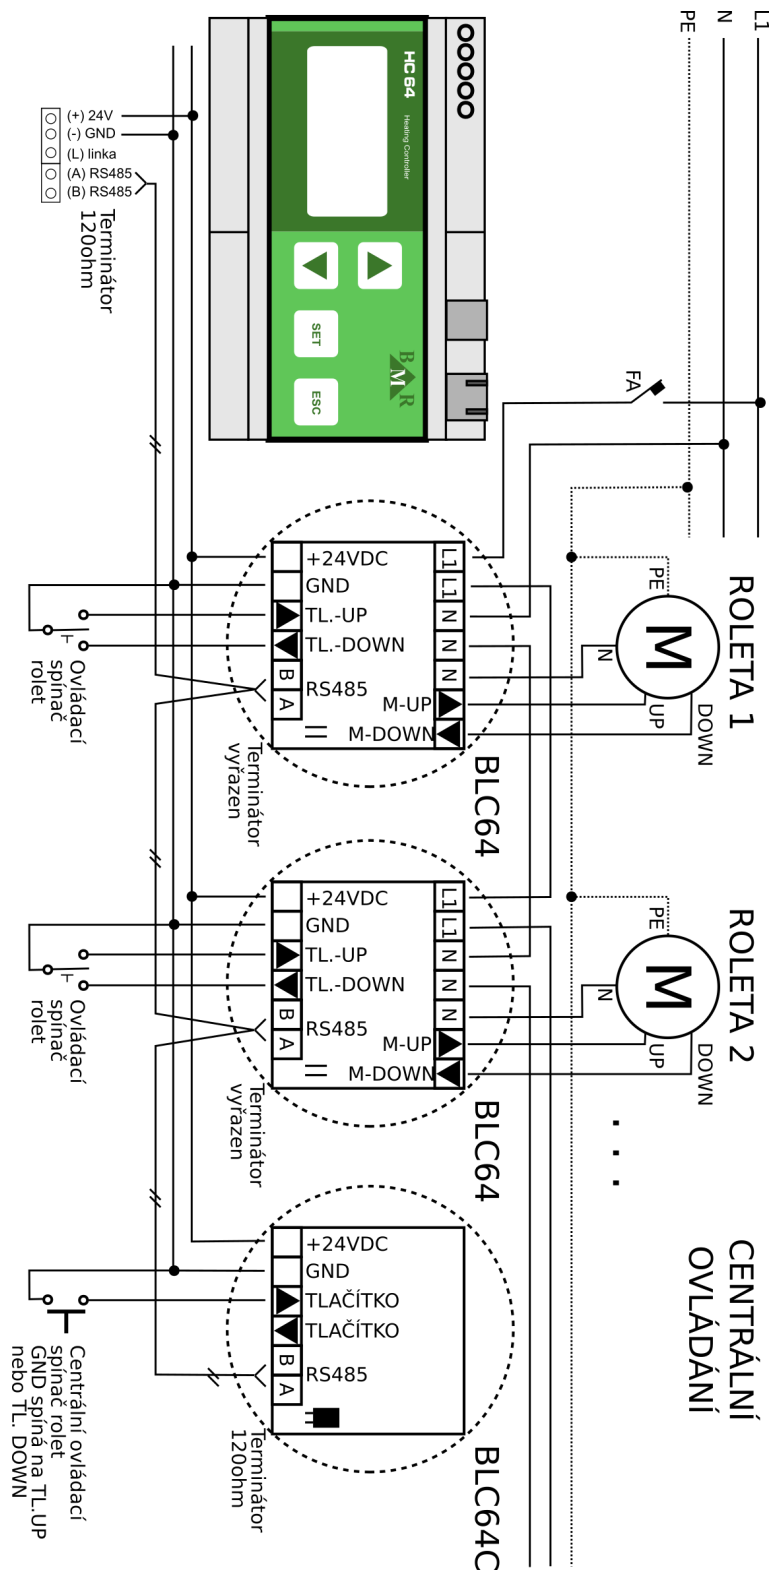 L1
N
PE
HC 64
Heating Controller
SET
ESC
B
M
R
(+) 24V
(-) GND
(L) linka
(A) RS485
(B) RS485
Terminátor
120ohm
FA
ROLETA 1
PE
M
N
UP
DOWN
+24VDC
GND
TL.-UP
TL.-DOWN
B
A
RS485
L1
L1
N
N
N
M-UP
M-DOWN
BLC64
Ovládací
spínač
rolet
Terminátor
vyřazen
ROLETA 2
PE
M
N
UP
DOWN
+24VDC
GND
TL.-UP
TL.-DOWN
B
A
RS485
L1
L1
N
N
N
M-UP
M-DOWN
BLC64
Ovládací
spínač
rolet
Terminátor
vyřazen
. . .
CENTRÁLNÍ
OVLÁDÁNÍ
+24VDC
GND
TLAČÍTKO
TLAČÍTKO
B
A
RS485
BLC64C
Terminátor
120ohm
Centrální ovládací
spínač rolet
GND spíná na TL.UP
nebo TL. DOWN